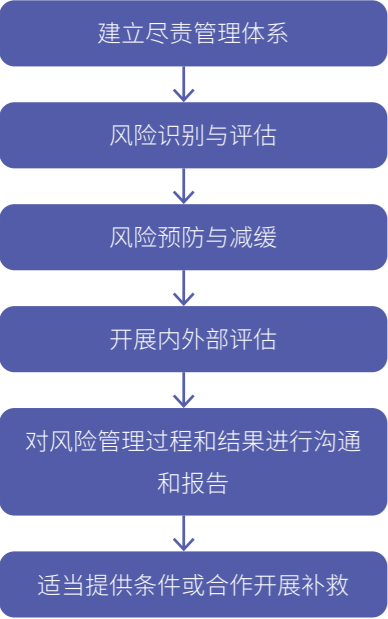 建立尽责管理体系
风险识别与评估
风险预防与减缓
开展内外部评估
对风险管理过程和结果进行沟通
和报告
适当提供条件或合作开展补救